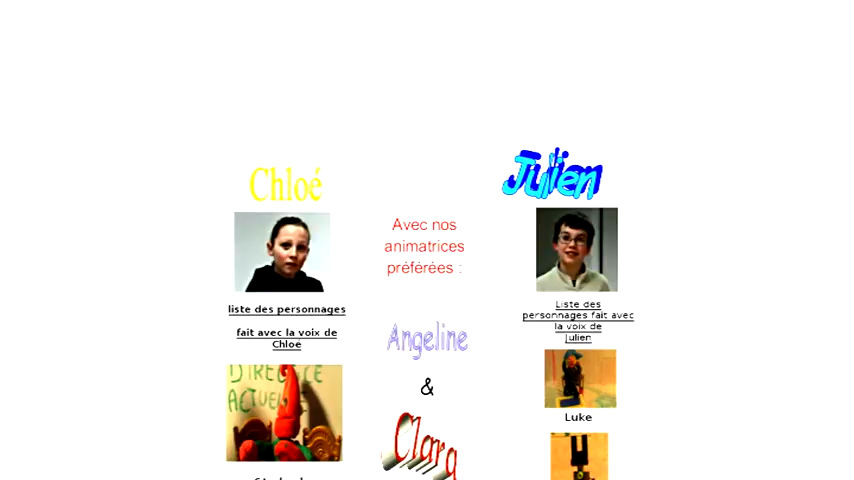 Chloé
Julien
Avec nos
animatrices
préférées :
liste des personnages
fait avec la voix de
Chloé
Liste des
personnages fait avec
la voix de
Julien
Angeline
&
Clara
Luke